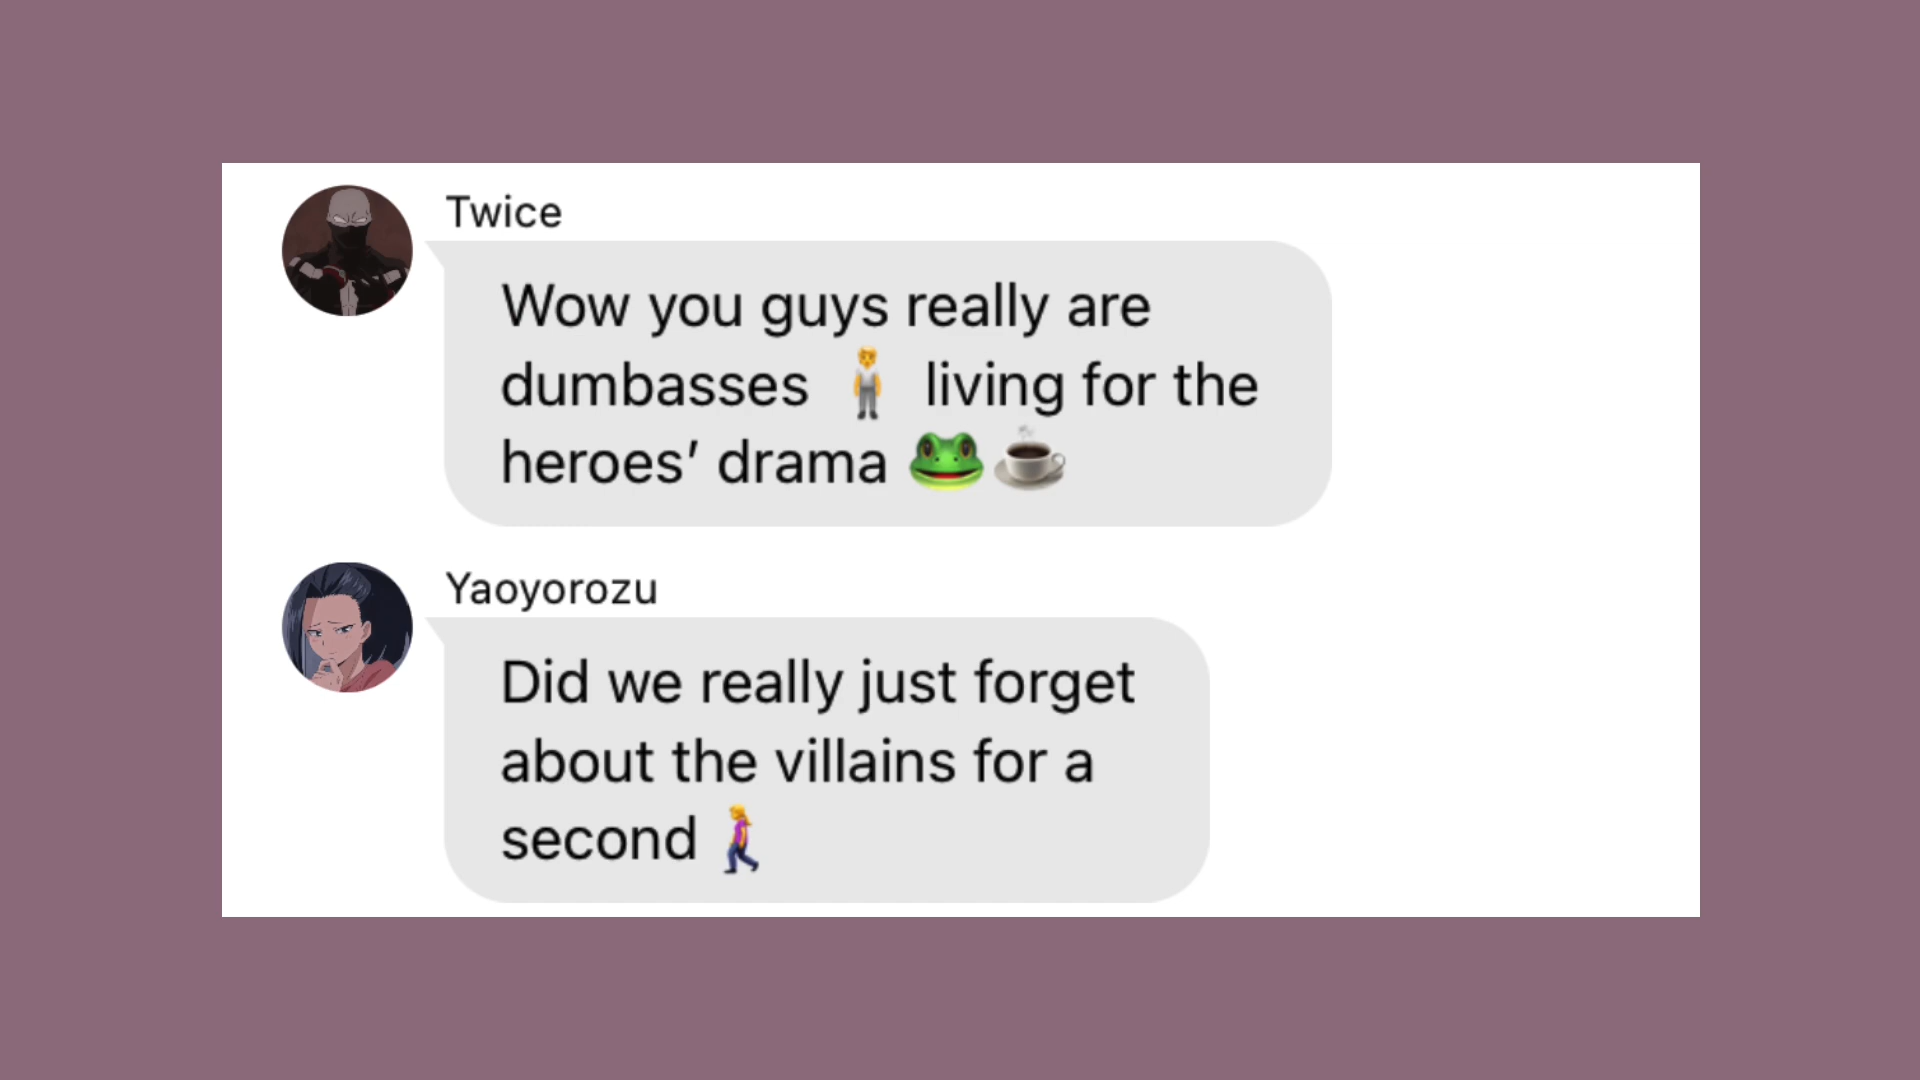 Twice
Wow you guys really are
dumbasses 🧍 living for the
heroes’ drama 🐸☕
Yaoyorozu
Did we really just forget
about the villains for a
second 🚶‍♀️